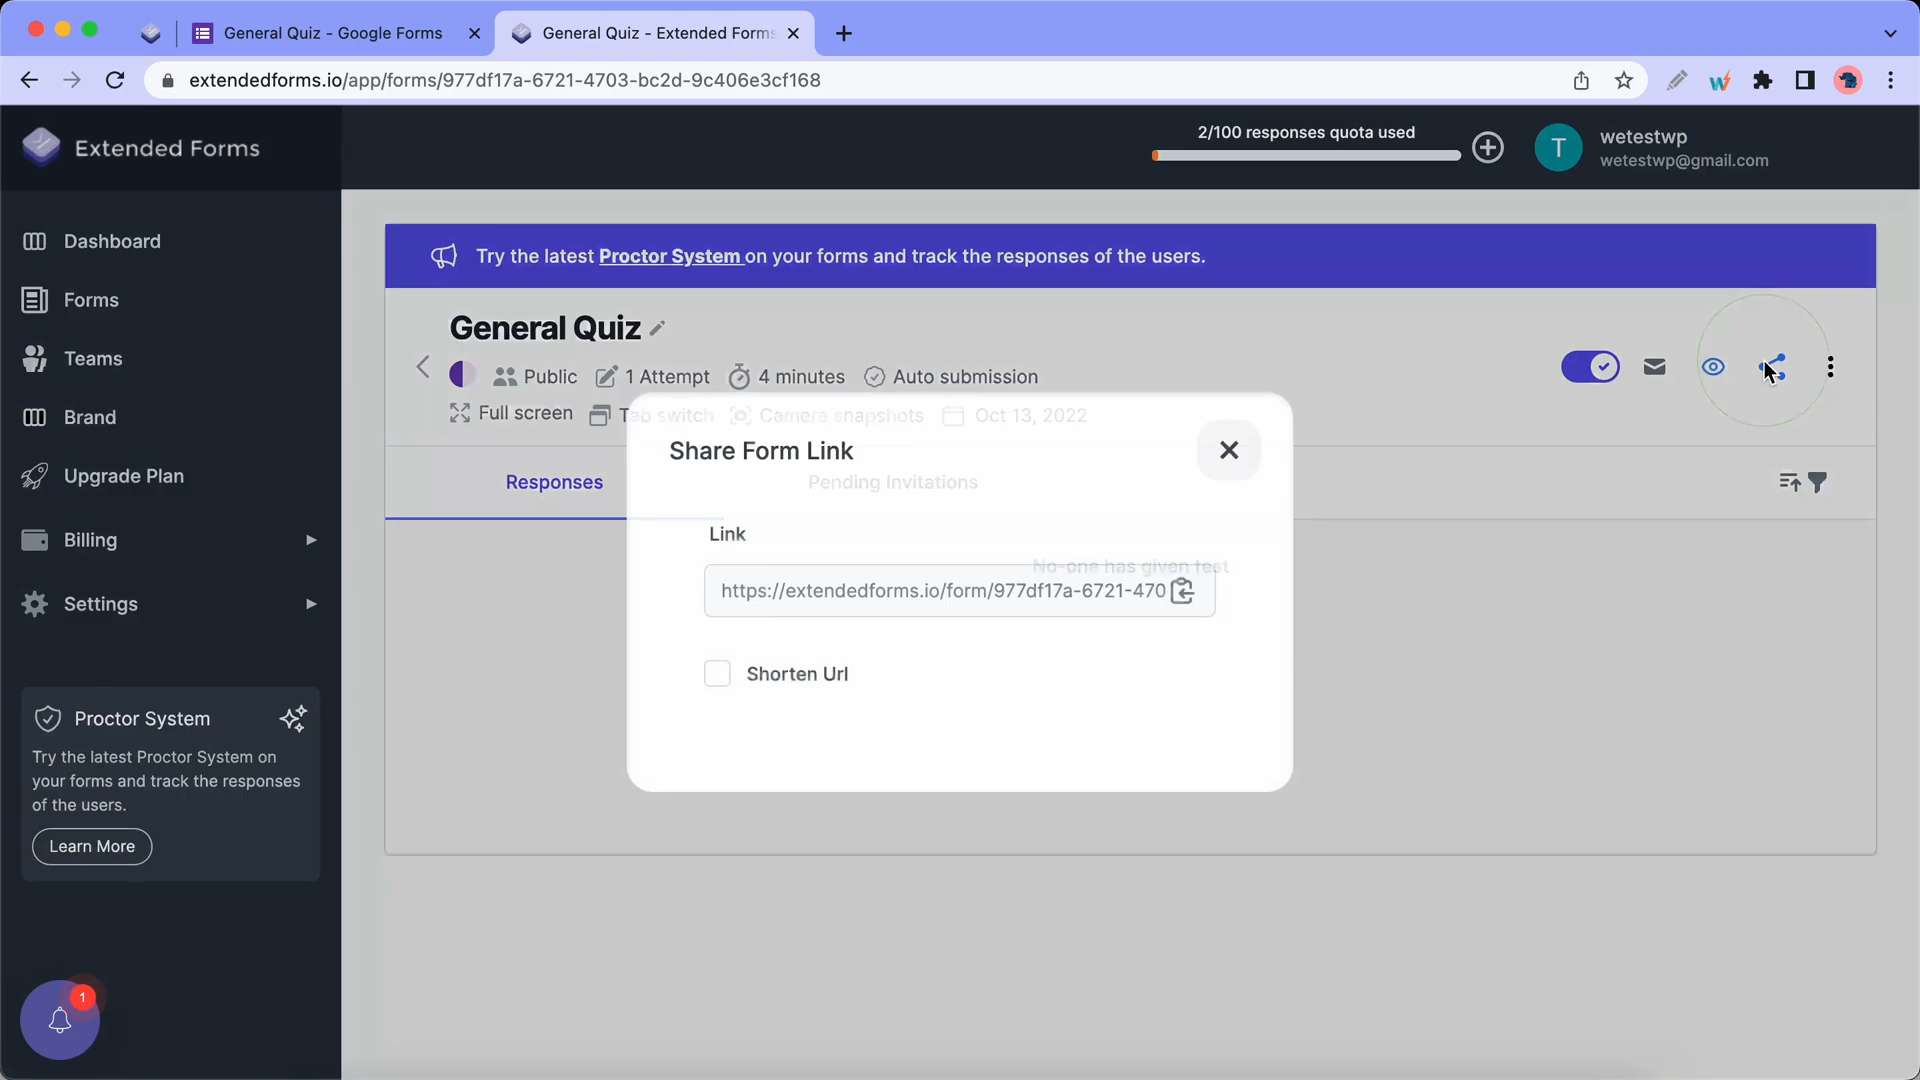 General Quiz - Google Forms
General Quiz - Extended Forms
extendedforms.io/app/forms/977df17a-6721-4703-bc2d-9c406e3cf168
Extended Forms
2/100 responses quota used
T
wetestwp
wetestwp@gmail.com
Dashboard
Forms
Teams
Brand
Upgrade Plan
Billing
Settings
Proctor System
Try the latest Proctor System on
your forms and track the responses
of the users.
Learn More
1
Try the latest Proctor System on your forms and track the responses of the users.
General Quiz
Public 1 Attempt 4 minutes Auto submission
Full screen Tab switch Camera snapshots Oct 13, 2022
Responses Pending Invitations
No-one has given test
Share Form Link
Link
https://extendedforms.io/form/977df17a-6721-470
Shorten Url